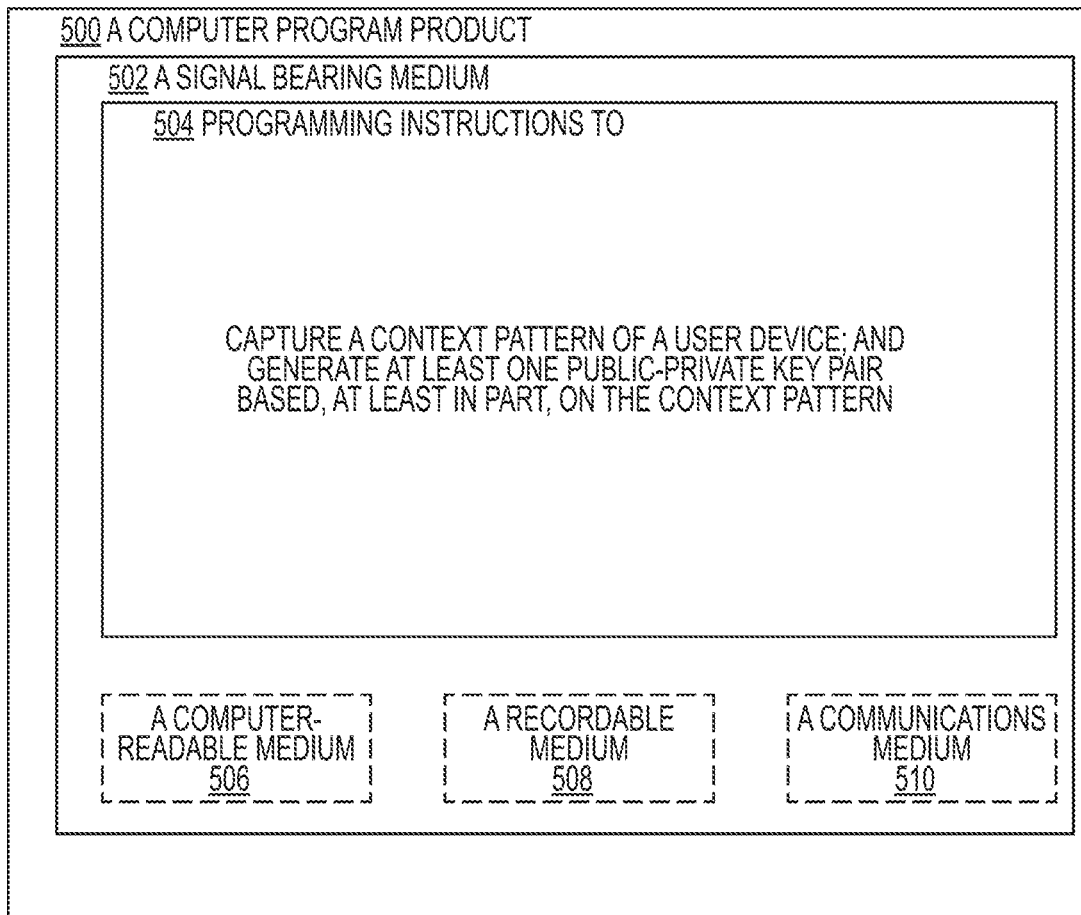 500 A COMPUTER PROGRAM PRODUCT
502 A SIGNAL BEARING MEDIUM
504 PROGRAMMING INSTRUCTIONS TO
CAPTURE A CONTEXT PATTERN OF A USER DEVICE; AND
GENERATE AT LEAST ONE PUBLIC-PRIVATE KEY PAIR
BASED, AT LEAST IN PART, ON THE CONTEXT PATTERN
A COMPUTER-
READABLE MEDIUM
506
A RECORDABLE
MEDIUM
508
A COMMUNICATIONS
MEDIUM
510